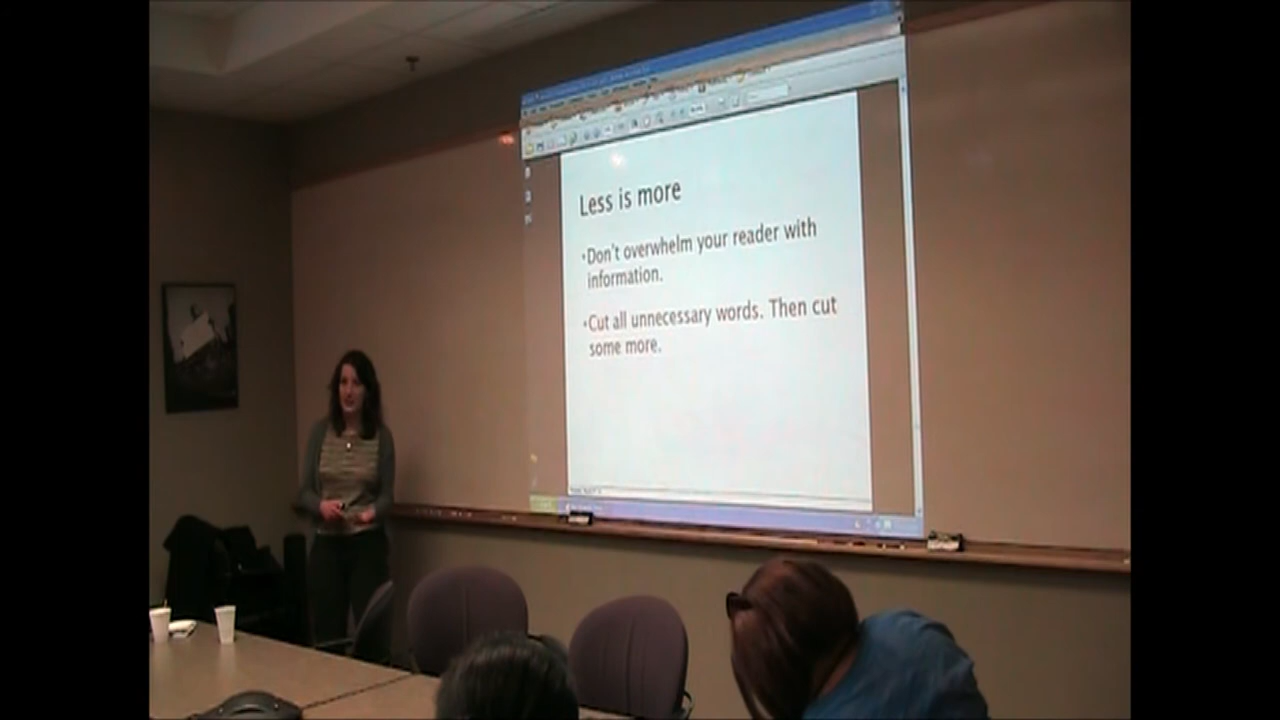 Less is more
•Don't overwhelm your reader with
information.
•Cut all unnecessary words. Then cut
some more.